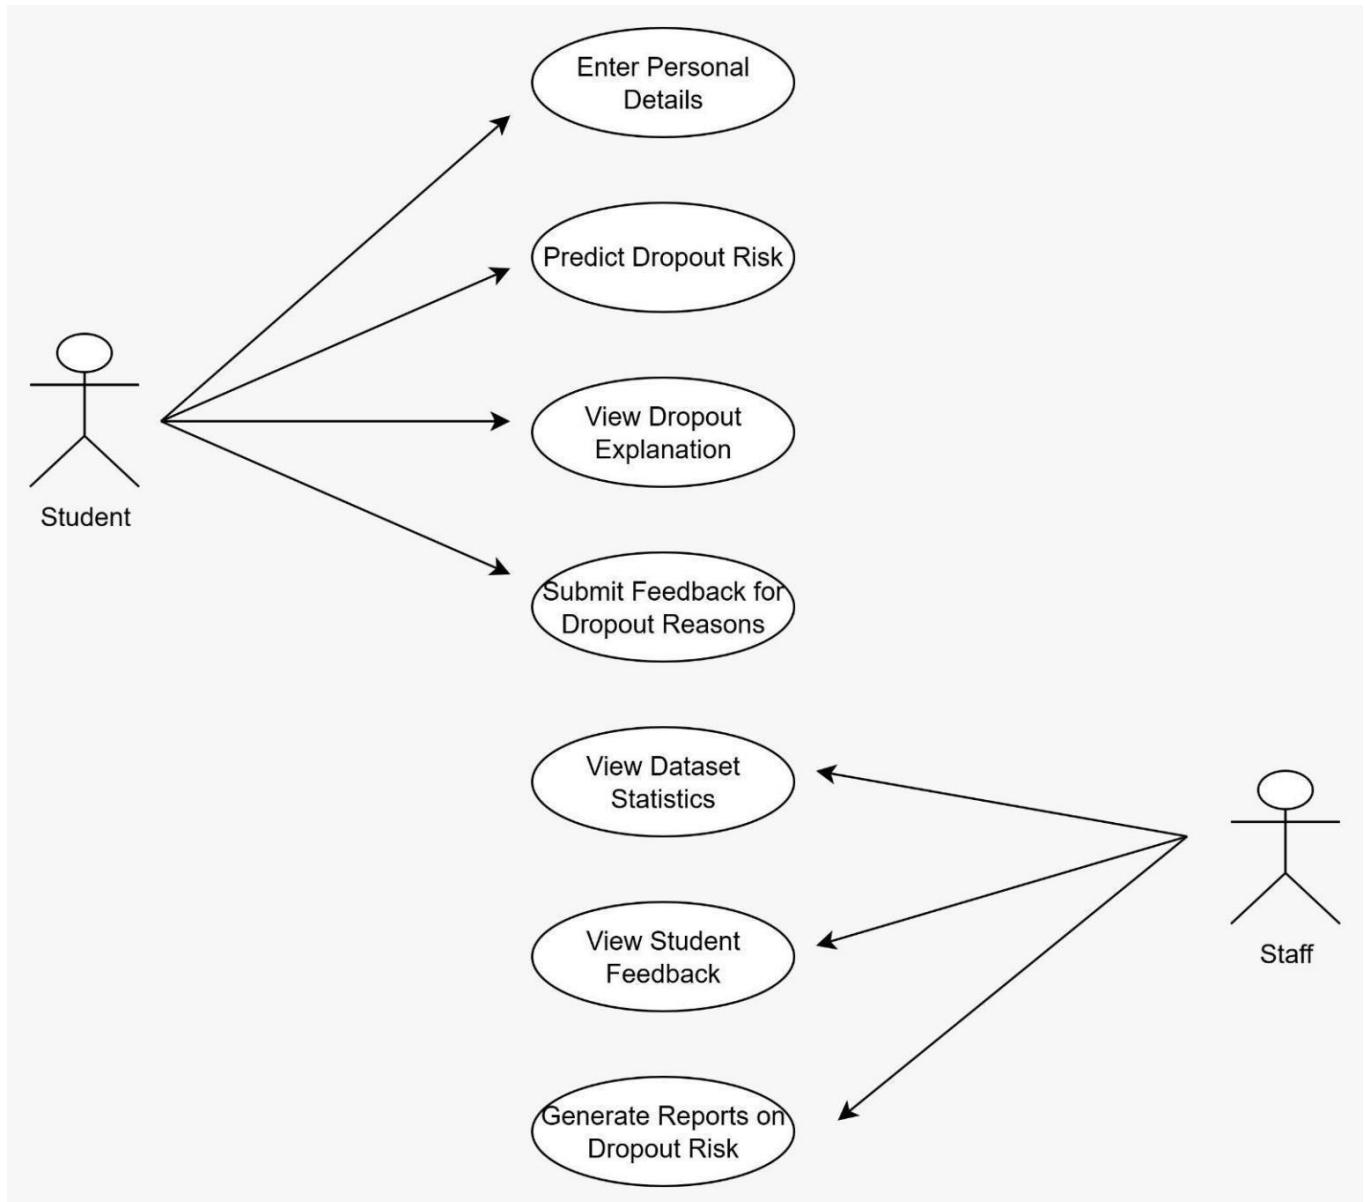 Enter Personal
Details
Predict Dropout Risk
View Dropout
Explanation
Student
Submit Feedback for
Dropout Reasons
View Dataset
Statistics
View Student
Feedback
Staff
Generate Reports on
Dropout Risk